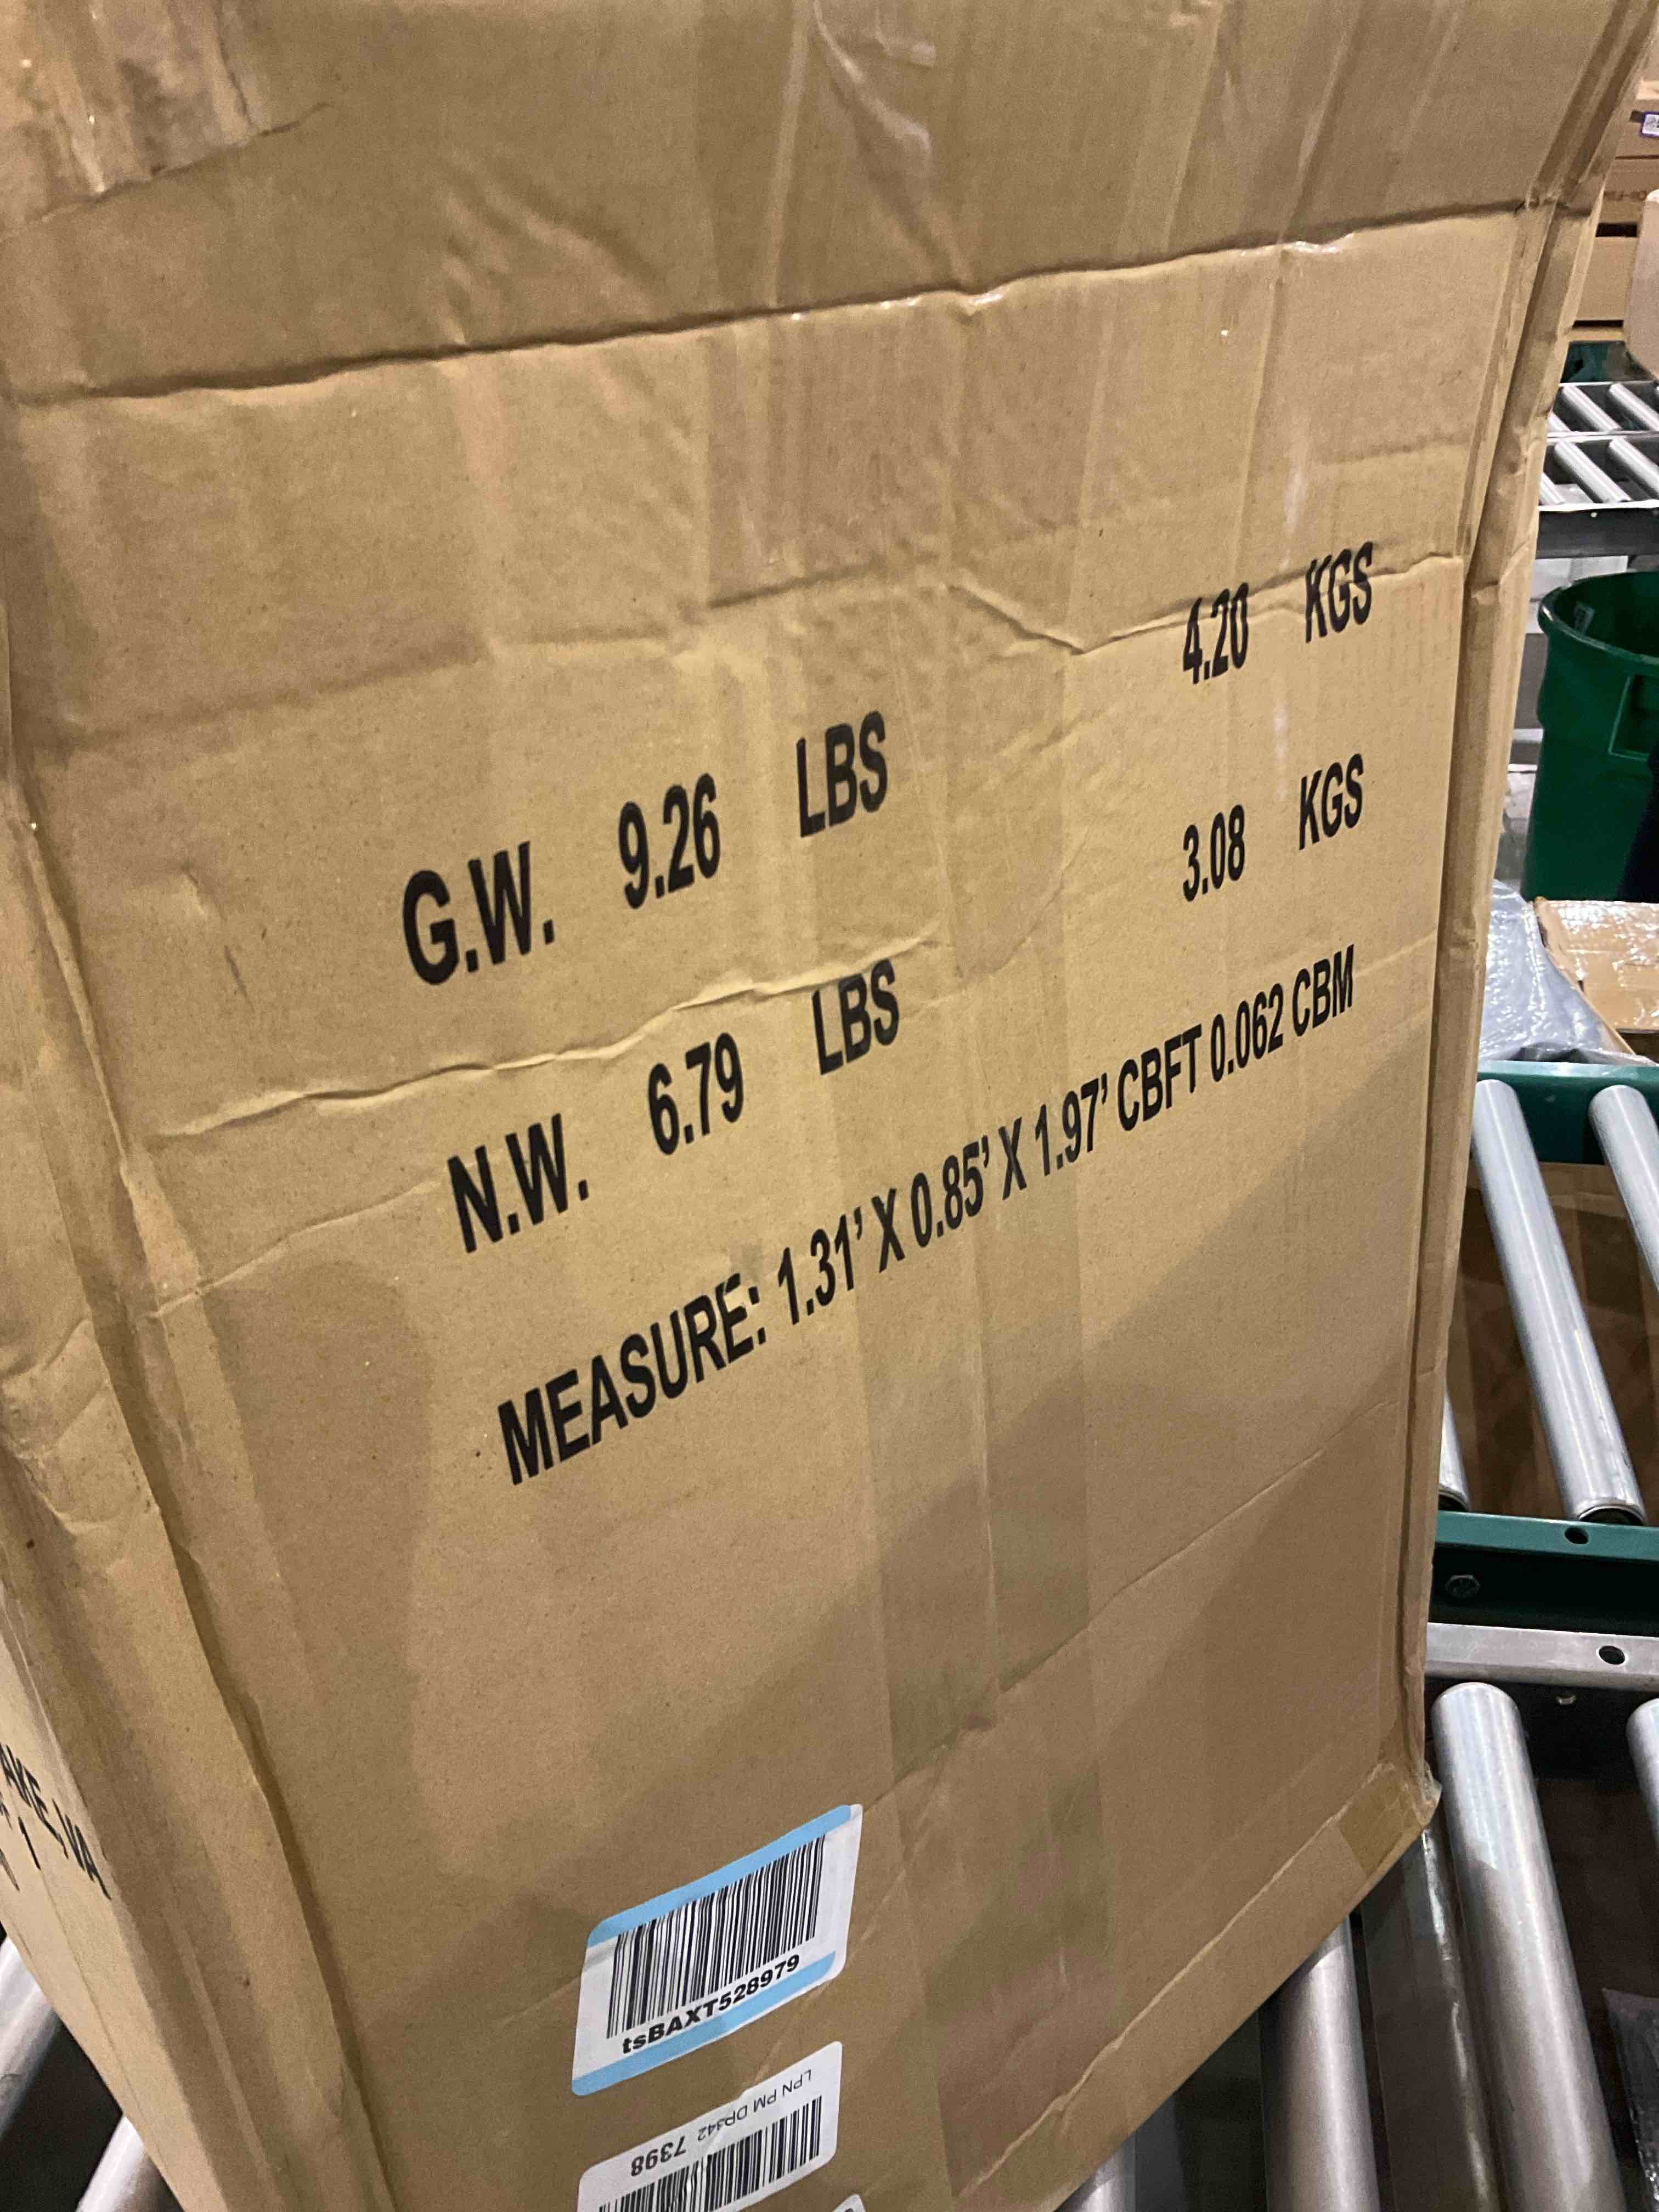 G.W. 9.26 LBS 4.20 KGS
N.W. 6.79 LBS 3.08 KGS
MEASURE: 1.31' X 0.85' X 1.97' CBFT 0.062 CBM
tsBAXT528979
LPN PM DP342 7398